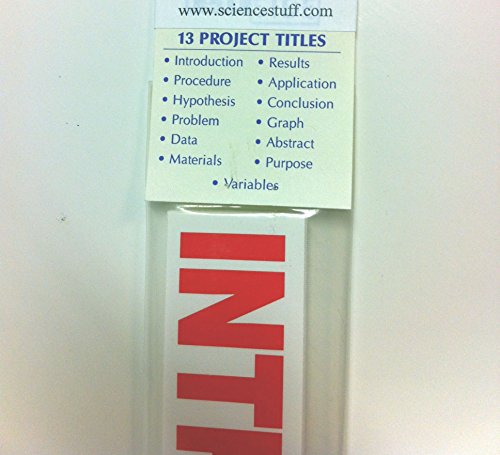 www.sciencestuff.com
13 PROJECT TITLES
• Introduction
• Procedure
• Hypothesis
• Problem
• Data
• Materials
• Results
• Application
• Conclusion
• Graph
• Abstract
• Purpose
• Variables
INT